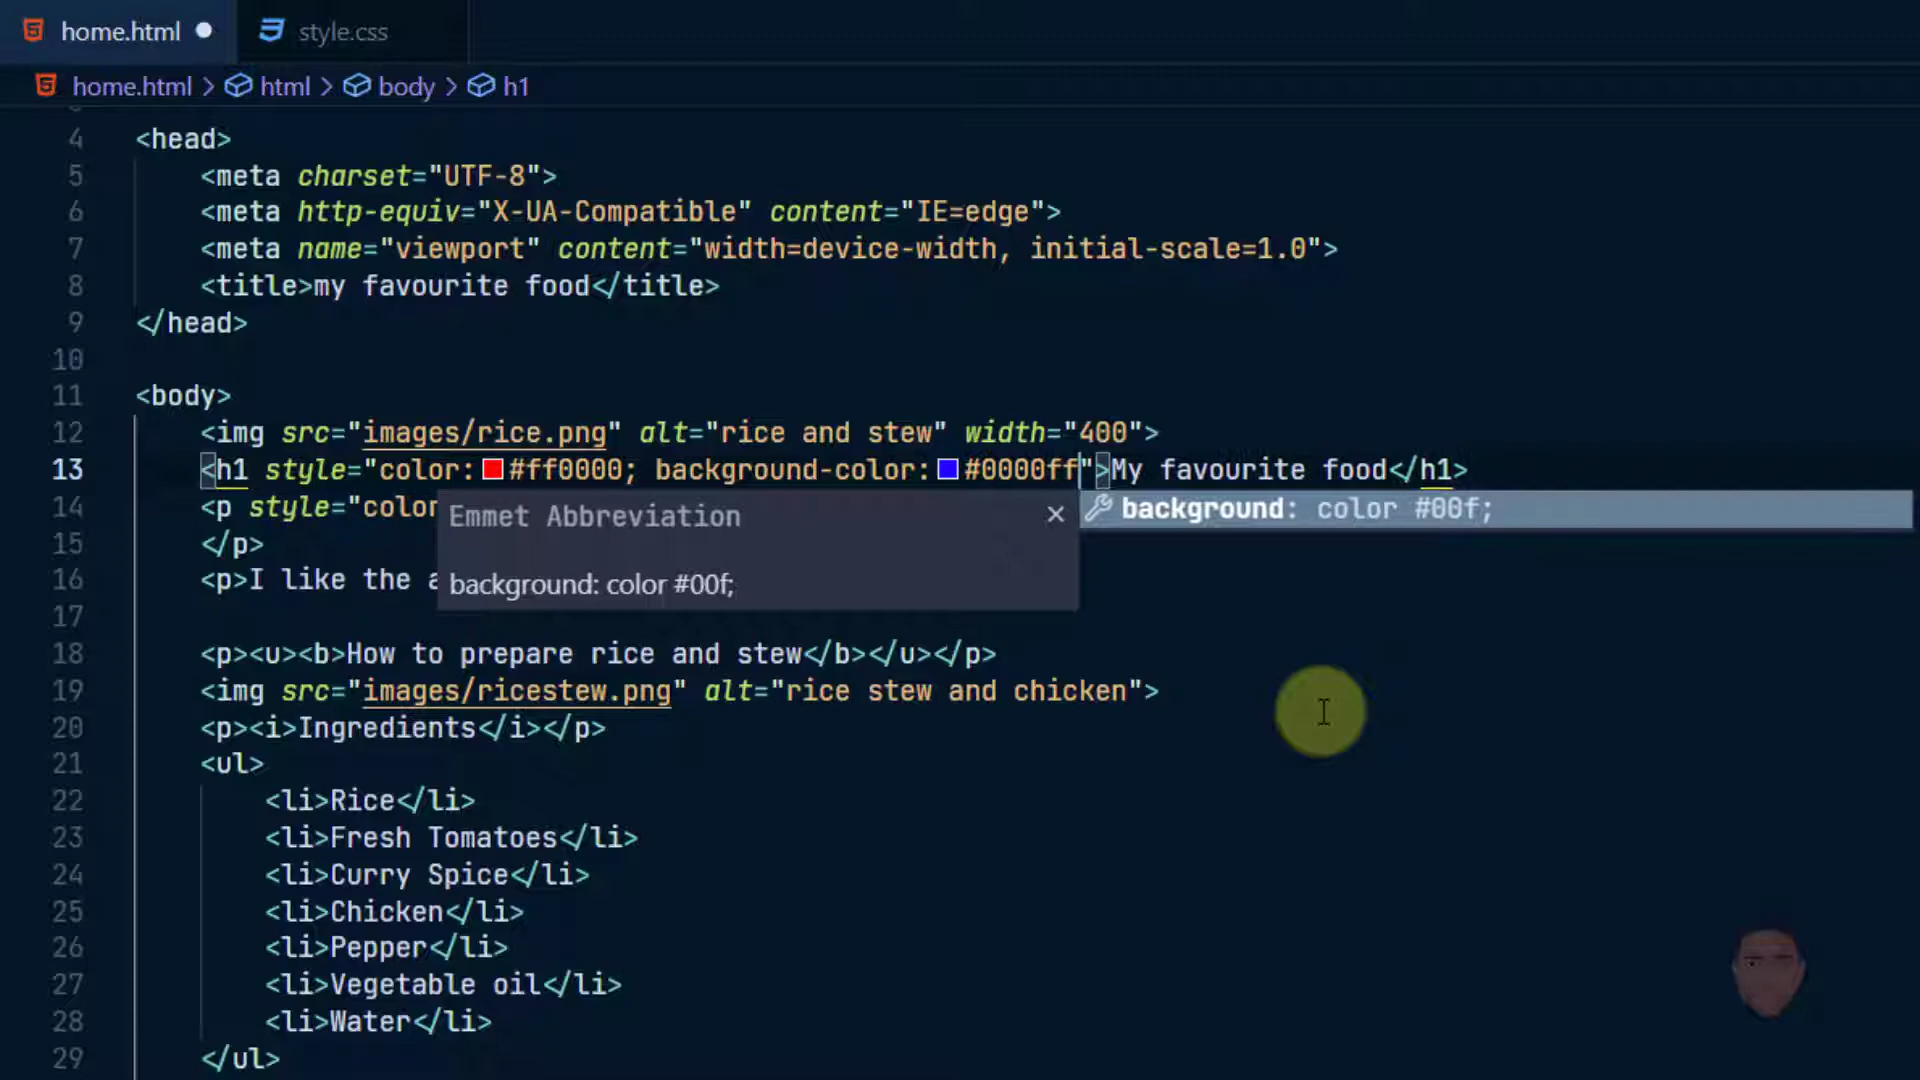 home.html ● style.css
home.html > html > body > h1
4 <head>
5 <meta charset="UTF-8">
6 <meta http-equiv="X-UA-Compatible" content="IE=edge">
7 <meta name="viewport" content="width=device-width, initial-scale=1.0">
8 <title>my favourite food</title>
9 </head>
10
11 <body>
12 <img src="images/rice.png" alt="rice and stew" width="400">
13 <h1 style="color:#ff0000; background-color:#0000ff">My favourite food</h1>
14 <p style="color
background: color #00f;
Emmet Abbreviation
15 </p>
background: color #00f;
16 <p>I like the
17
18 <p><u><b>How to prepare rice and stew</b></u></p>
19 <img src="images/ricestew.png" alt="rice stew and chicken">
20 <p><i>Ingredients</i></p>
21 <ul>
22 <li>Rice</li>
23 <li>Fresh Tomatoes</li>
24 <li>Curry Spice</li>
25 <li>Chicken</li>
26 <li>Pepper</li>
27 <li>Vegetable oil</li>
28 <li>Water</li>
29 </ul>